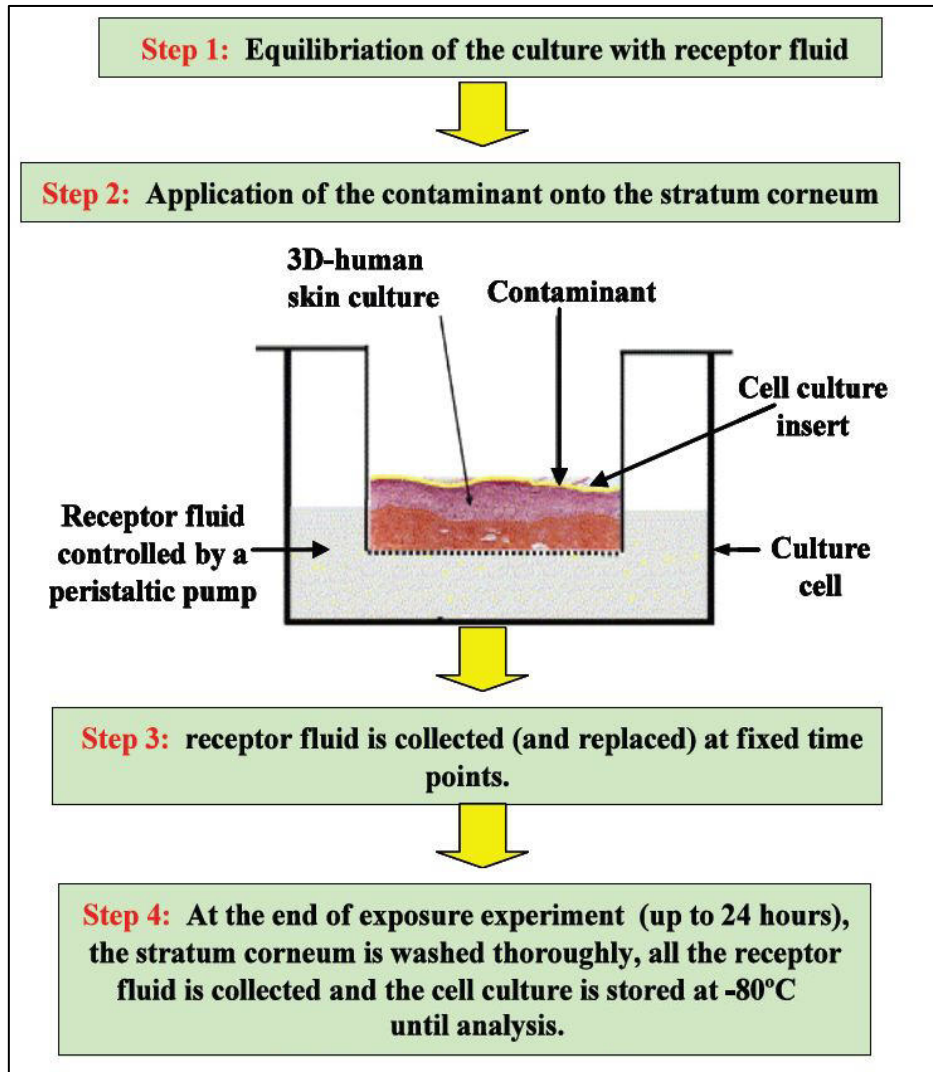 Step 1: Equilibriation of the culture with receptor fluid
Step 2: Application of the contaminant onto the stratum corneum
3D-human
skin culture
Contaminant
Cell culture
insert
Receptor fluid
controlled by a
peristaltic pump
Culture
cell
Step 3: receptor fluid is collected (and replaced) at fixed time
points.
Step 4: At the end of exposure experiment (up to 24 hours),
the stratum corneum is washed thoroughly, all the receptor
fluid is collected and the cell culture is stored at -80ºC
until analysis.